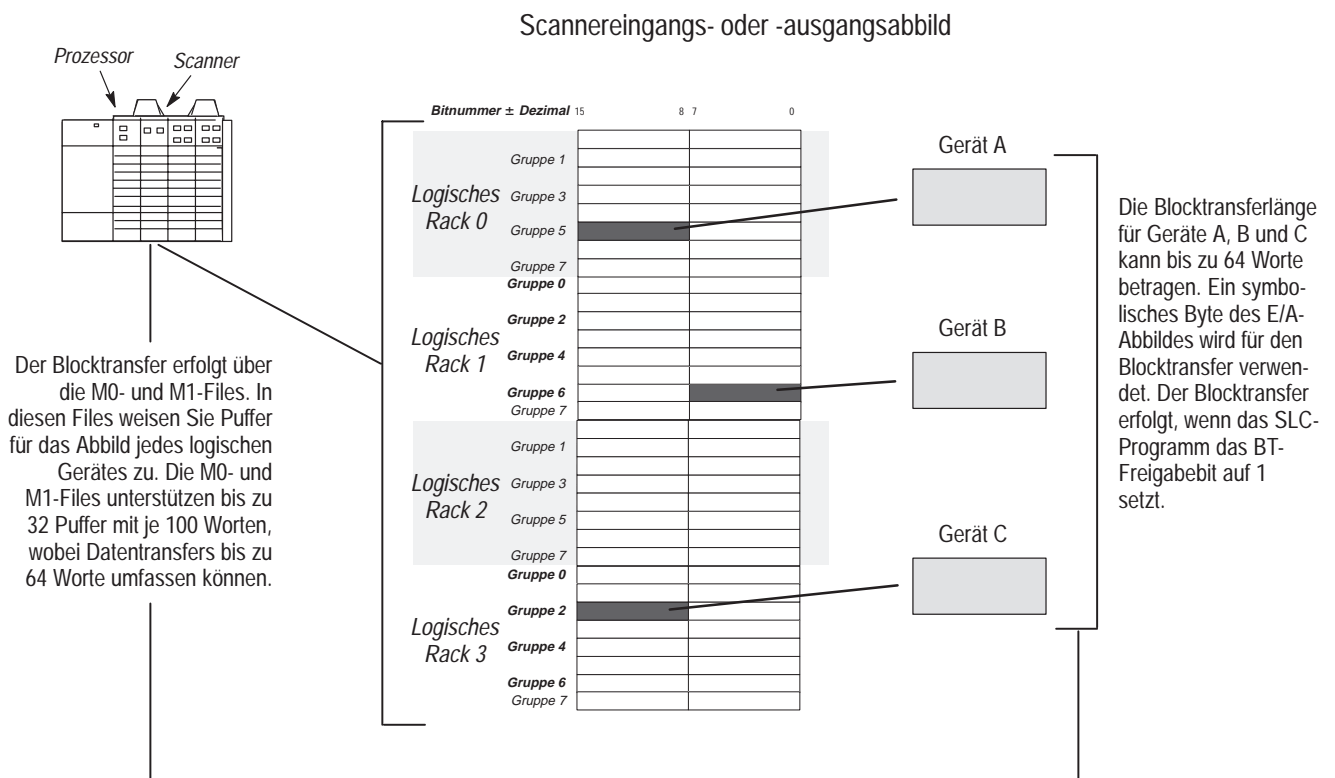 Scannereingangs- oder -ausgangsabbild
Prozessor
Scanner
Bitnummer ± Dezimal 15 8 7 0
Gruppe 1
Logisches
Rack 0
Gruppe 3
Gruppe 5
Gruppe 7
Gruppe 0
Gruppe 2
Logisches
Rack 1
Gruppe 4
Gruppe 6
Gruppe 7
Gruppe 1
Logisches
Rack 2
Gruppe 3
Gruppe 5
Gruppe 7
Gruppe 0
Gruppe 2
Logisches
Rack 3
Gruppe 4
Gruppe 6
Gruppe 7
Gerät A
Gerät B
Gerät C
Der Blocktransfer erfolgt über
die M0- und M1-Files. In
diesen Files weisen Sie Puffer
für das Abbild jedes logischen
Gerätes zu. Die M0- und
M1-Files unterstützen bis zu
32 Puffer mit je 100 Worten,
wobei Datentransfers bis zu
64 Worte umfassen können.
Die Blocktransferlänge
für Geräte A, B und C
kann bis zu 64 Worte
betragen. Ein symbo-
lisches Byte des E/A-
Abbildes wird für den
Blocktransfer verwen-
det. Der Blocktransfer
erfolgt, wenn das SLC-
Programm das BT-
Freigabebit auf 1
setzt.